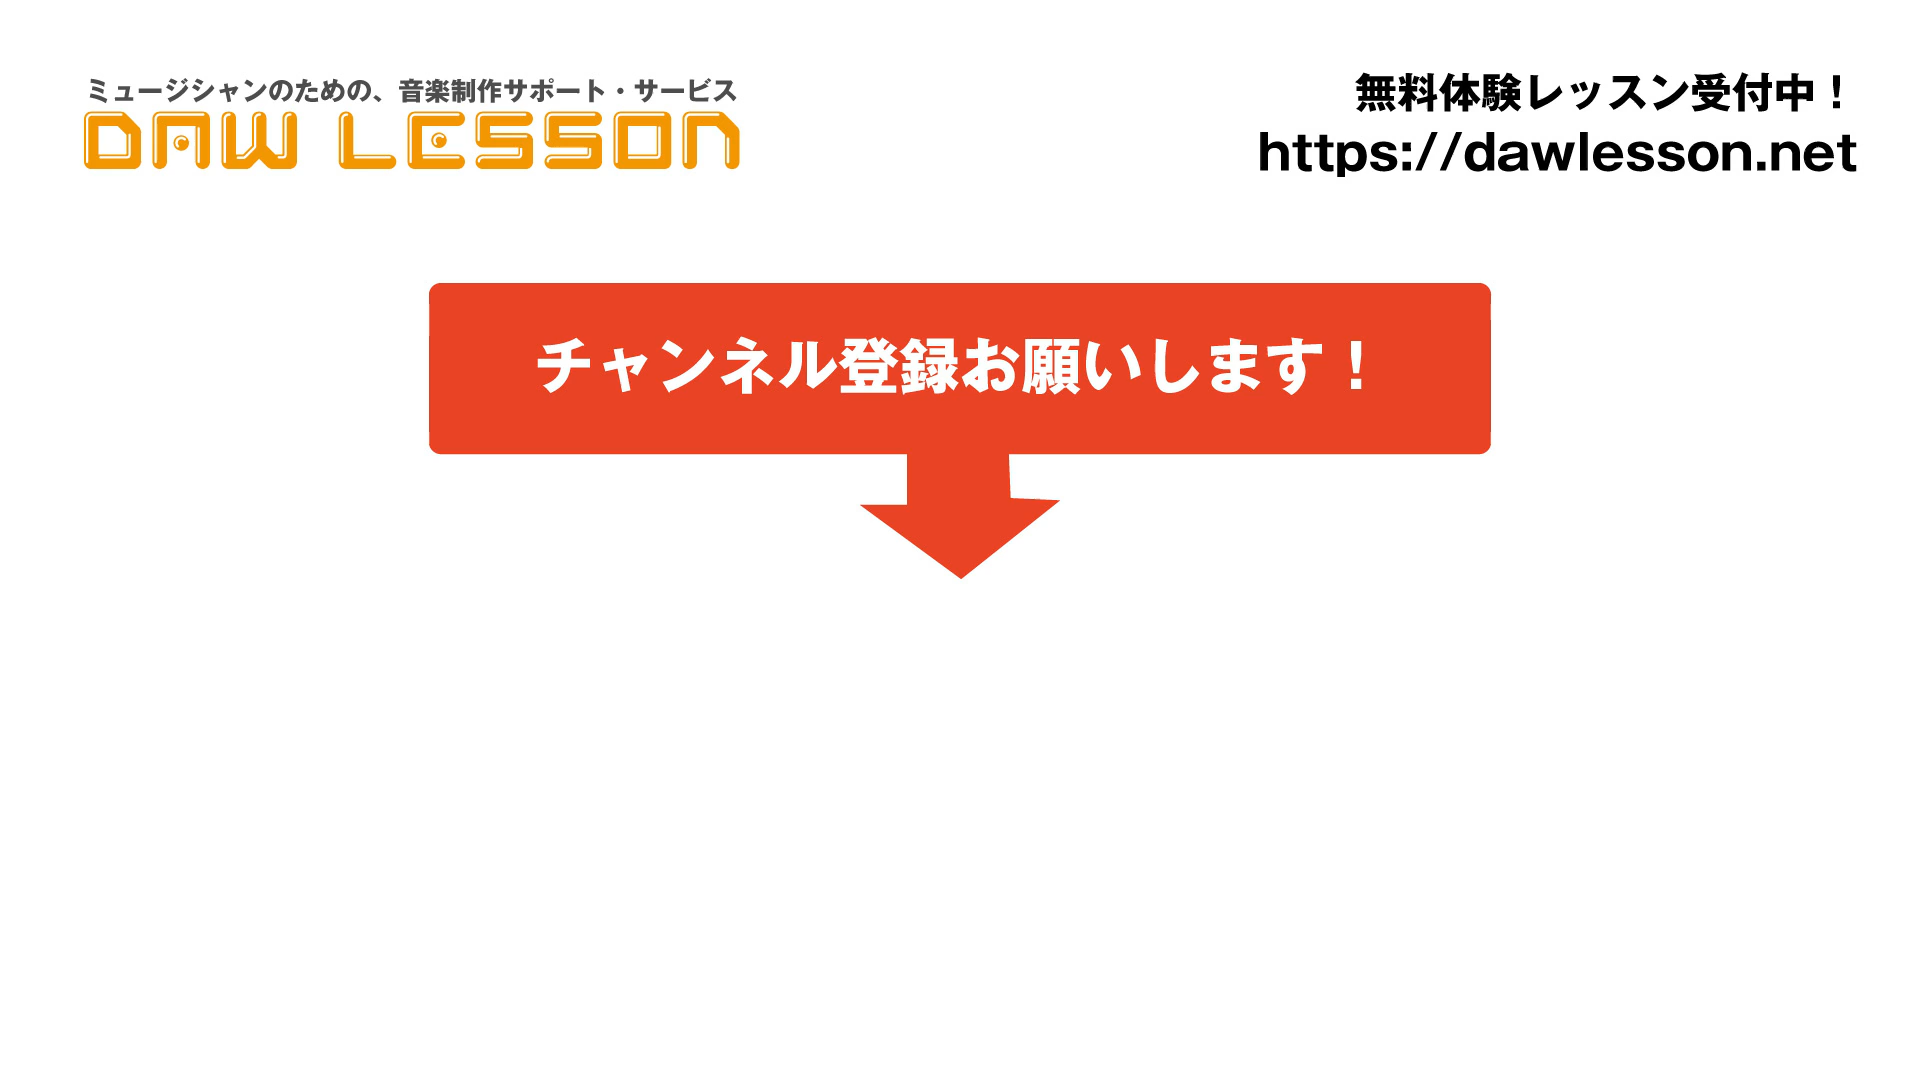 ミュージシャンのための、音楽制作サポート・サービス
DAW LESSON
無料体験レッスン受付中！
https://dawlesson.net
チャンネル登録お願いします！